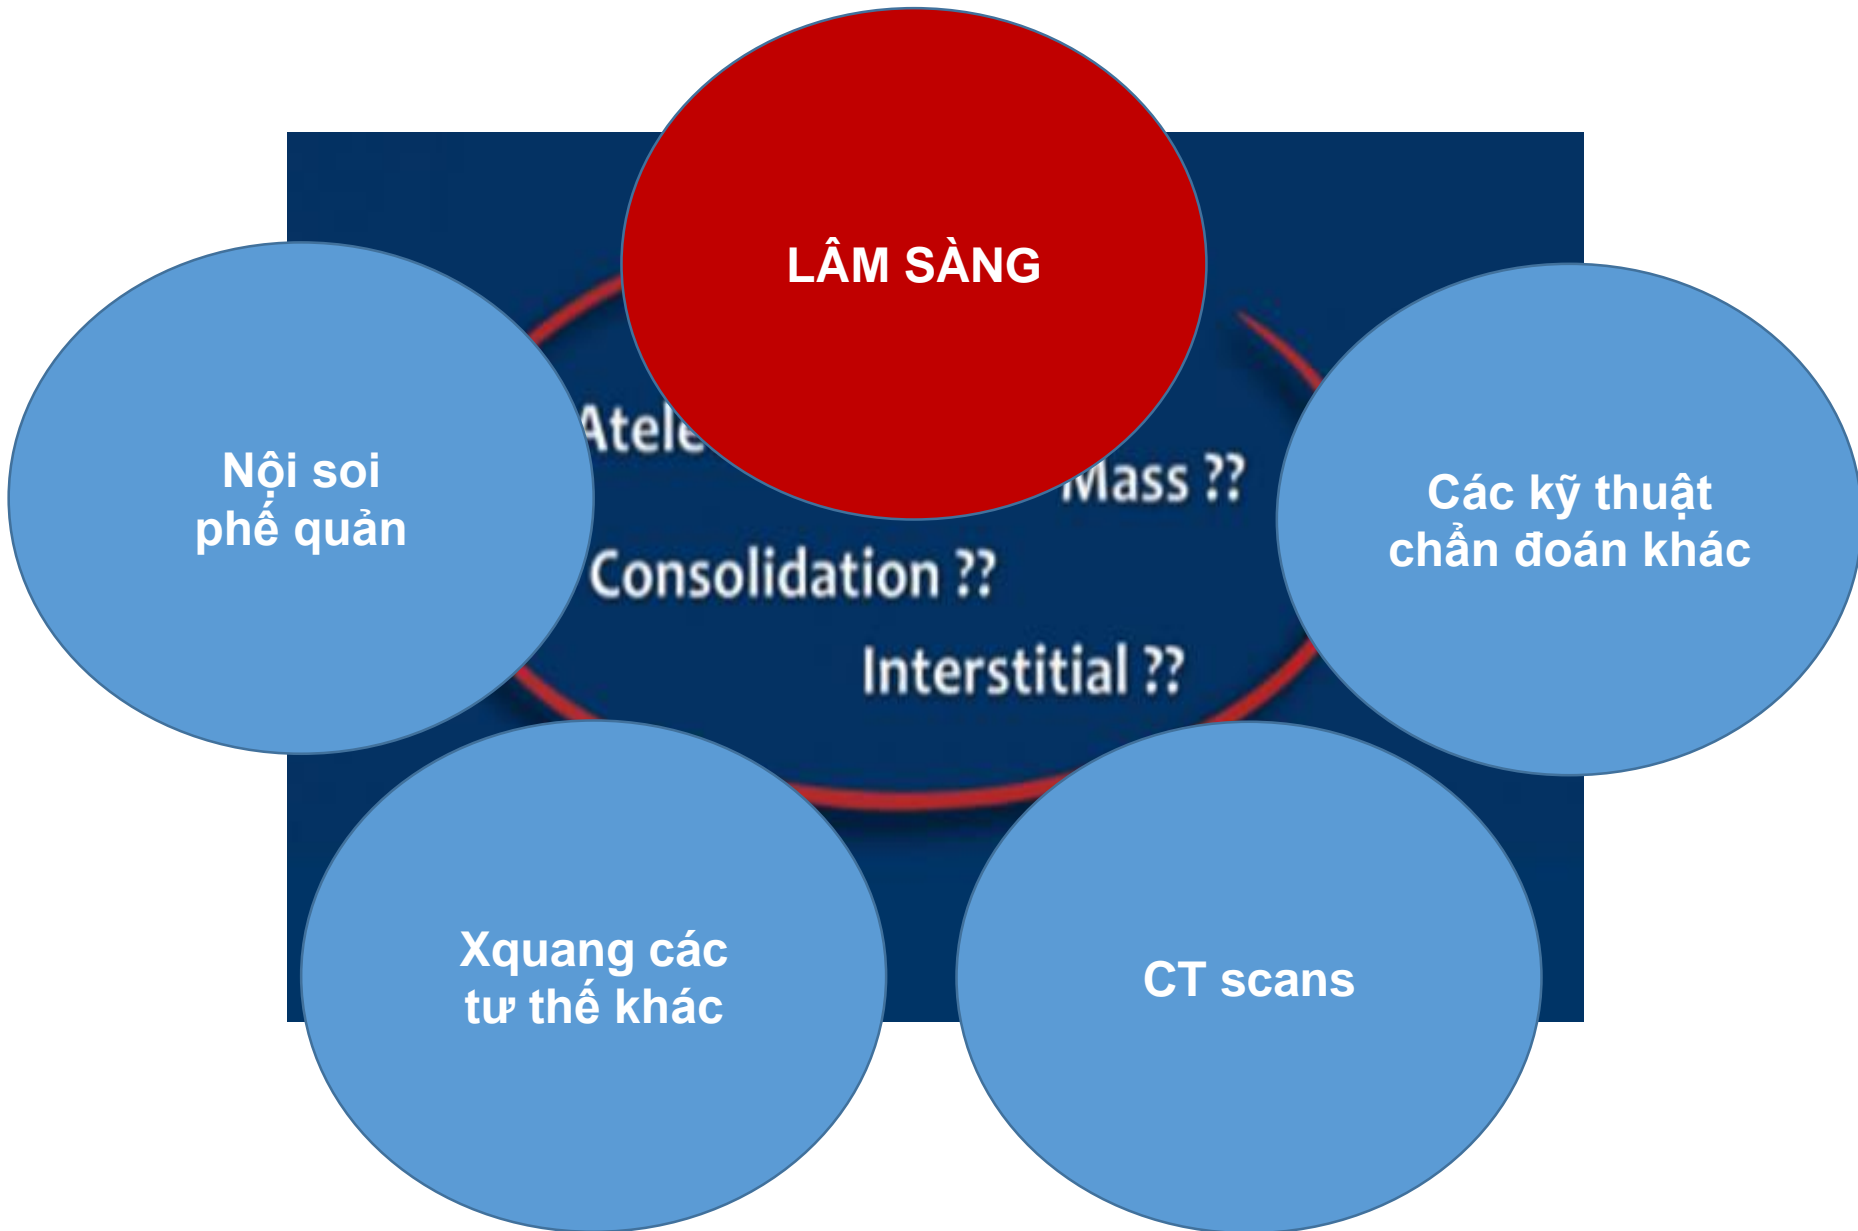 LÂM SÀNG
Nội soi
phế quản
Các kỹ thuật
chẩn đoán khác
Mass ??
Consolidation ??
Interstitial ??
Xquang các
tư thế khác
CT scans